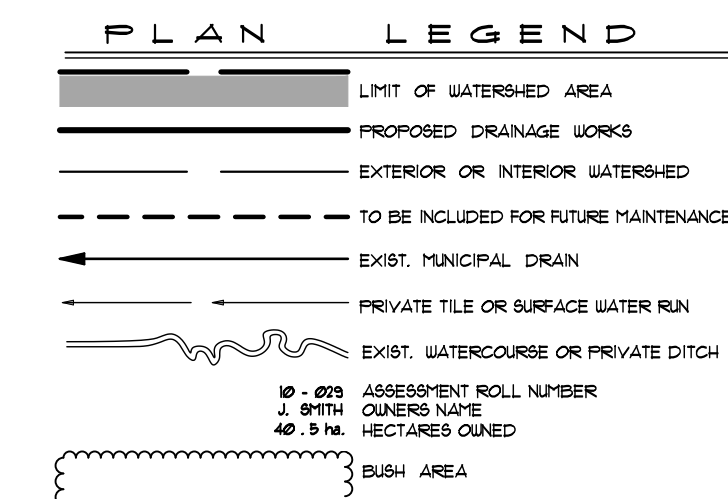 PLAN LEGEND
LIMIT OF WATERSHED AREA
PROPOSED DRAINAGE WORKS
EXTERIOR OR INTERIOR WATERSHED
TO BE INCLUDED FOR FUTURE MAINTENANCE
EXIST. MUNICIPAL DRAIN
PRIVATE TILE OR SURFACE WATER RUN
EXIST. WATERCOURSE OR PRIVATE DITCH
10 - 029 ASSESSMENT ROLL NUMBER
J. SMITH OWNERS NAME
40 . 5 ha. HECTARES OWNED
BUSH AREA